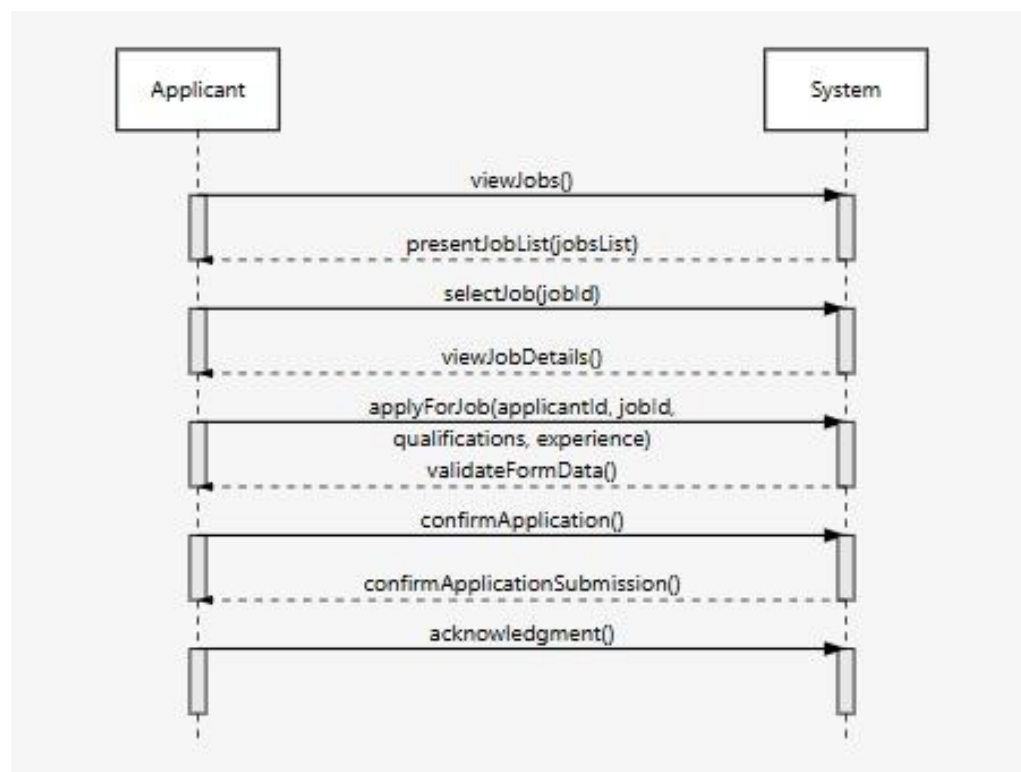 Applicant
System
viewJobs()
presentJobList(jobsList)
selectJob(jobId)
viewJobDetails()
applyForJob(applicantId, jobId,
qualifications, experience)
validateFormData()
confirmApplication()
confirmApplicationSubmission()
acknowledgment()